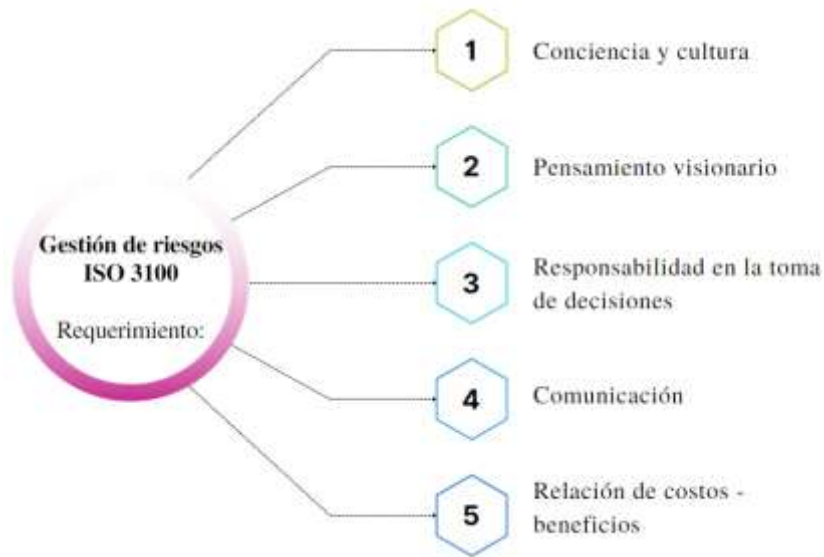 Gestión de riesgos
ISO 3100
Requerimiento:
1
Conciencia y cultura
2
Pensamiento visionario
3
Responsabilidad en la toma
de decisiones
4
Comunicación
5
Relación de costos -
beneficios